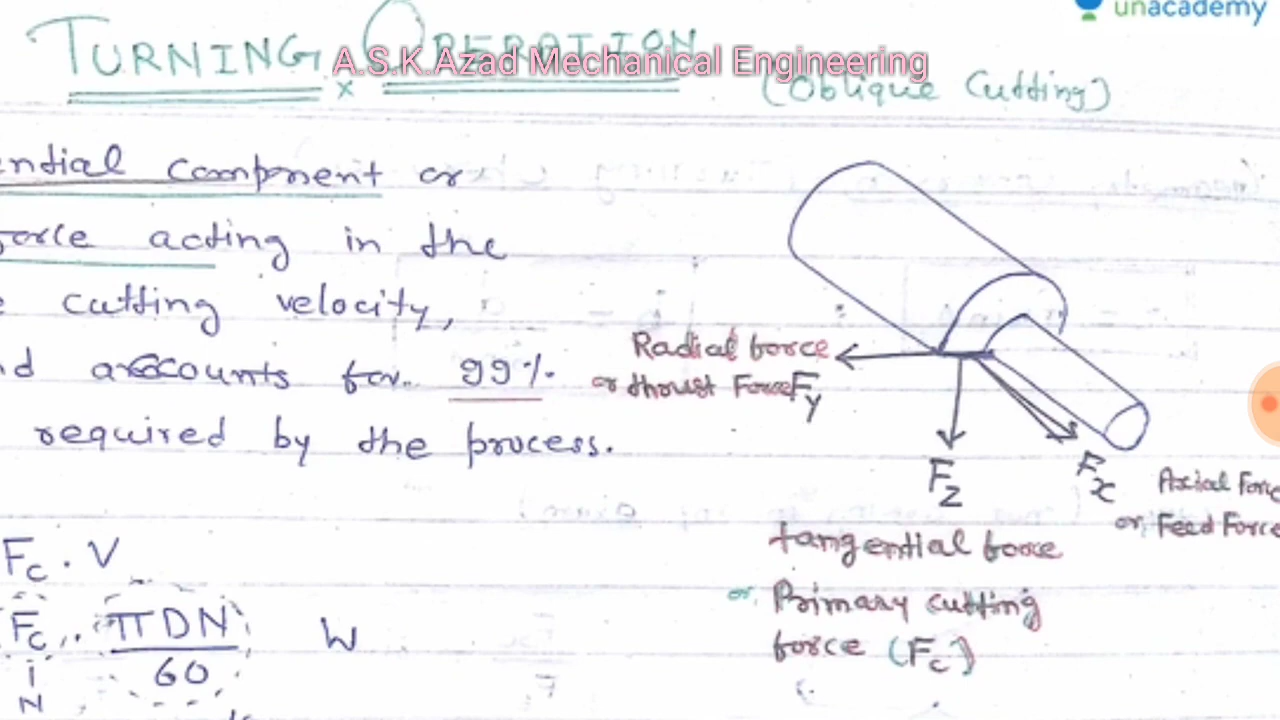 unacademy
TURNING OPERATION
A.S.K.Azad Mechanical Engineering
(Oblique Cutting)
ential component or
force acting in the
e cutting velocity,
nd accounts for 99%
required by the process.
Radial force
or thrust Force Fy
Fz
Fx
Axial Force
or Feed Force
tangential force
or Primary cutting
force (Fc)
Fc . V
Fc . πDN W
60
N